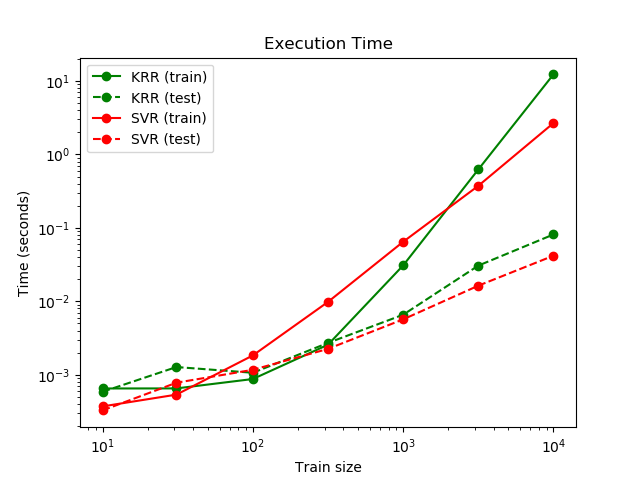 Execution Time
KRR (train)
KRR (test)
SVR (train)
SVR (test)
Time (seconds)
10¹
10⁰
10⁻¹
10⁻²
10⁻³
10¹ 10² 10³ 10⁴
Train size